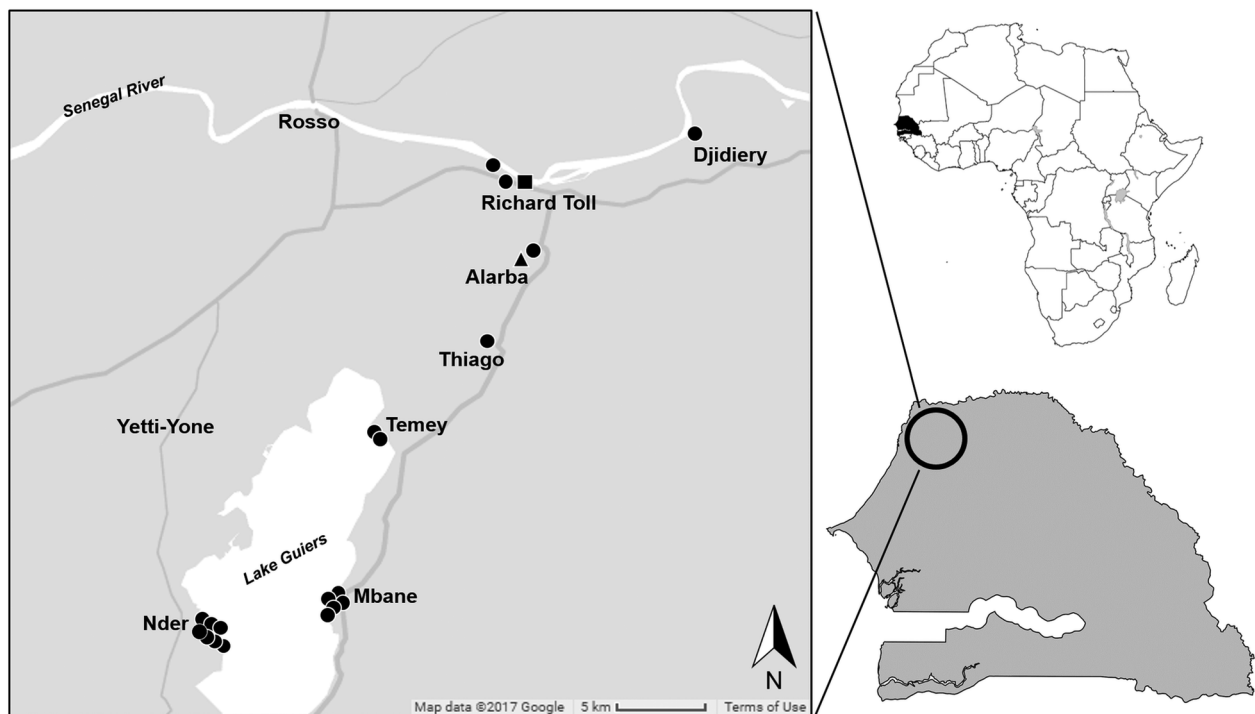 Senegal River
Rosso
Djidiery
Richard Toll
Alarba
Thiago
Yetti-Yone
Temey
Lake Guiers
Mbane
Nder
N
Map data ©2017 Google
5 km
Terms of Use